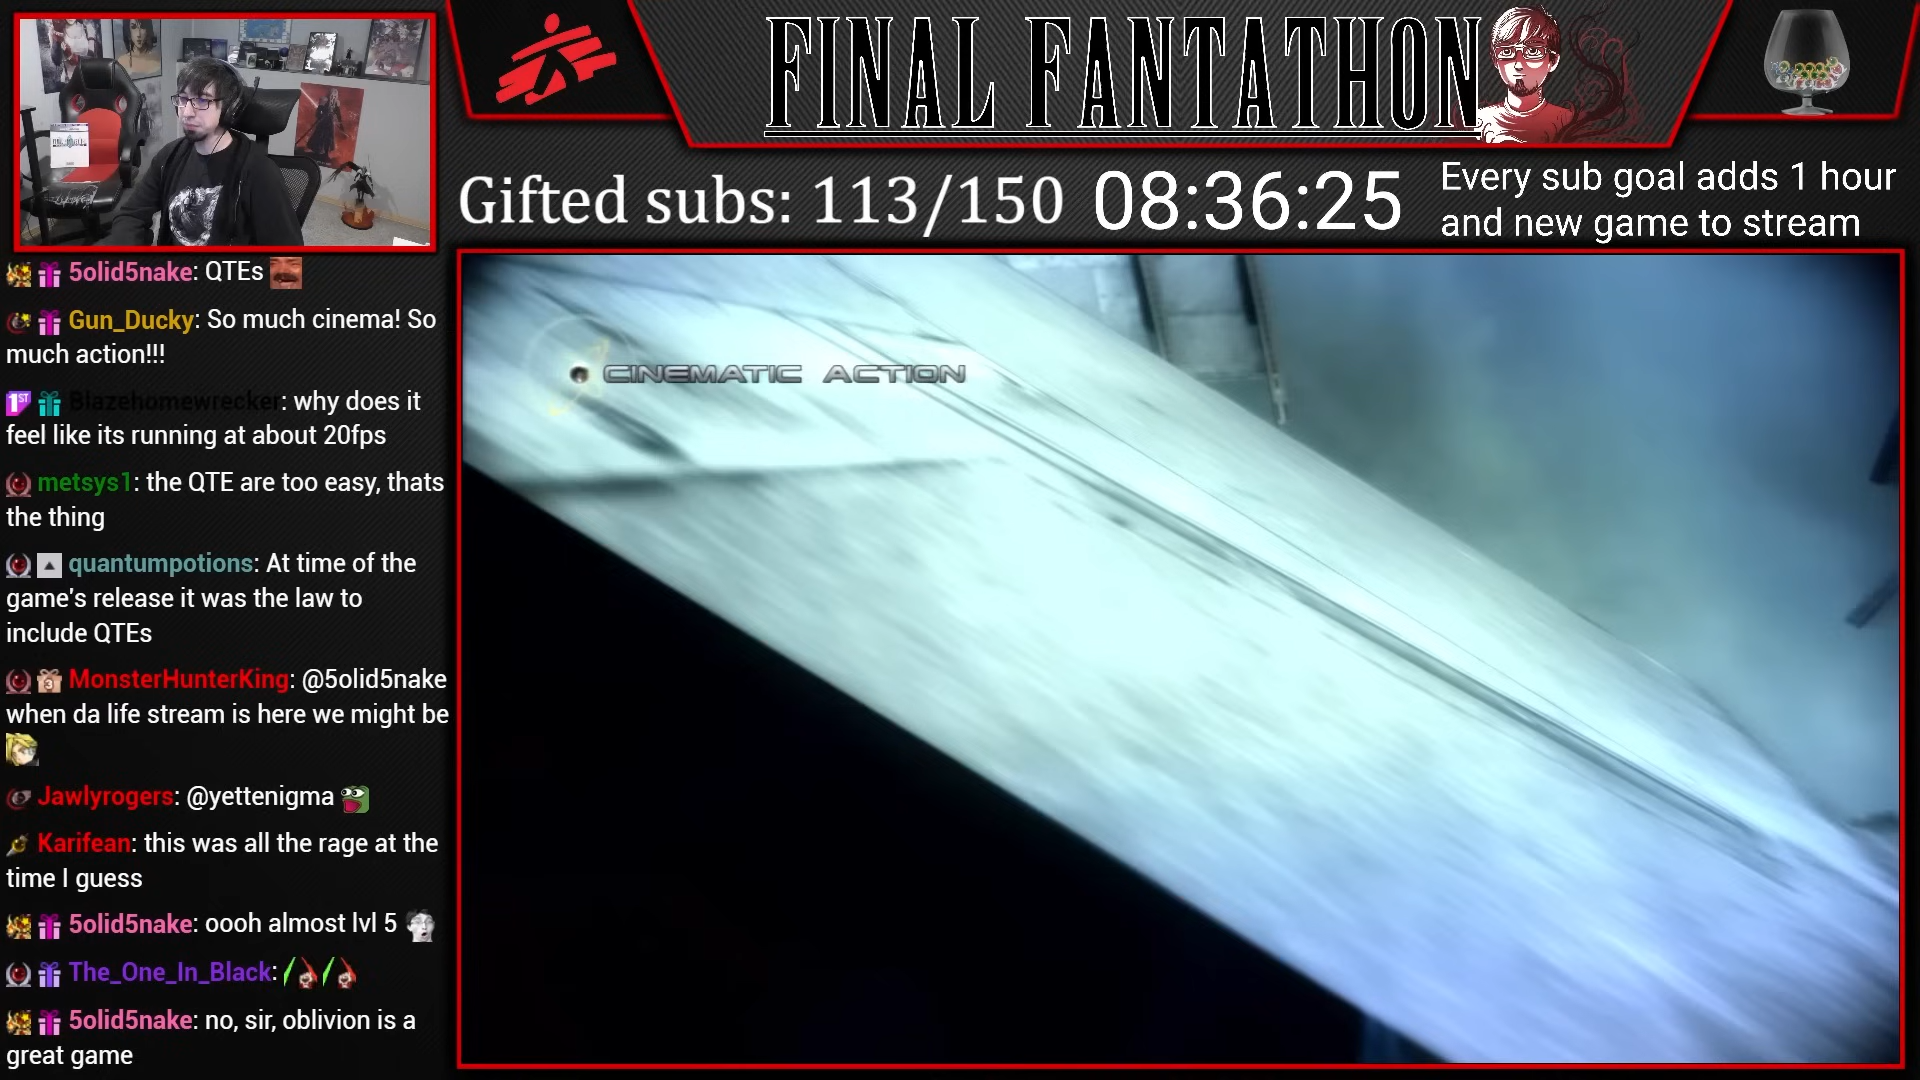 FINAL FANTATHON
Gifted subs: 113/150
08:36:25
Every sub goal adds 1 hour
and new game to stream
5olid5nake: QTEs
Gun_Ducky: So much cinema! So
much action!!!
1ST Blazehomewrecker: why does it
feel like its running at about 20fps
metsys1: the QTE are too easy, thats
the thing
quantumpotions: At time of the
game's release it was the law to
include QTEs
MonsterHunterKing: @5olid5nake
when da life stream is here we might be
Jawlyrogers: @yettenigma
Karifean: this was all the rage at the
time I guess
5olid5nake: oooh almost lvl 5
The_One_In_Black:
5olid5nake: no, sir, oblivion is a
great game
CINEMATIC ACTION